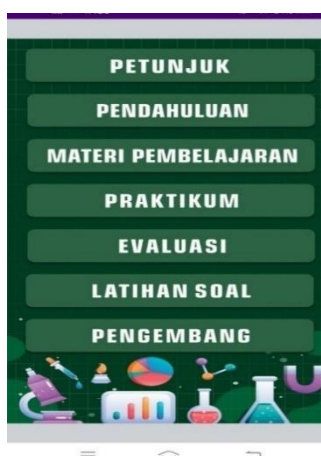 PETUNJUK
PENDAHULUAN
MATERI PEMBELAJARAN
PRAKTIKUM
EVALUASI
LATIHAN SOAL
PENGEMBANG